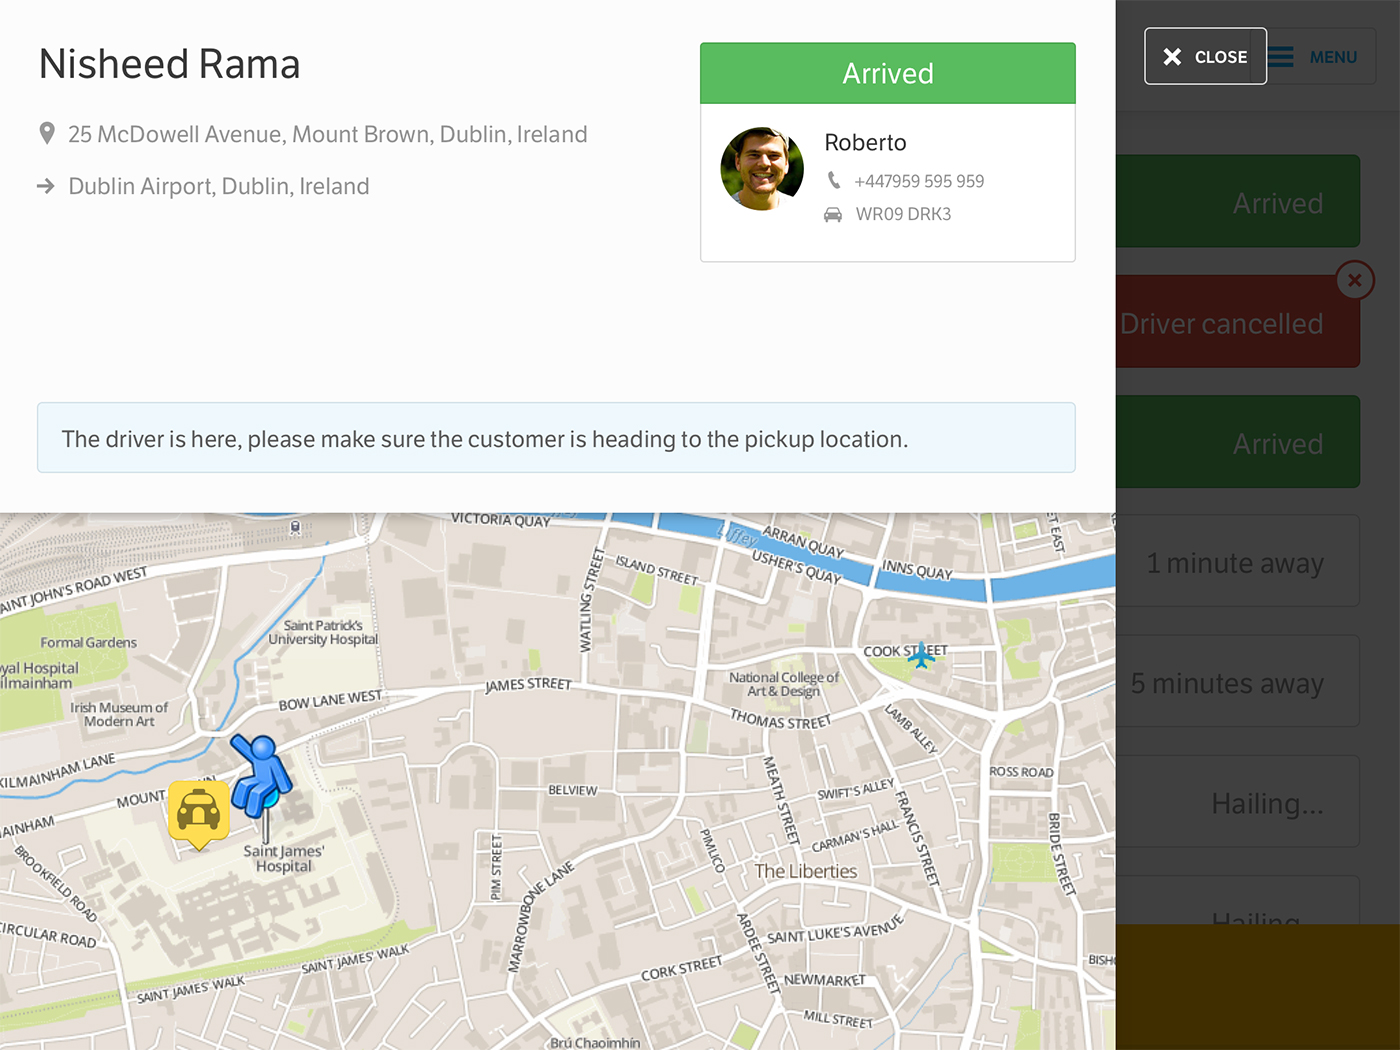 Nisheed Rama
25 McDowell Avenue, Mount Brown, Dublin, Ireland
Dublin Airport, Dublin, Ireland
Arrived
Roberto
+447959 595 959
WR09 DRK3
The driver is here, please make sure the customer is heading to the pickup location.
CLOSE
MENU
Arrived
Driver cancelled
Arrived
1 minute away
5 minutes away
Hailing...
Hailing
VICTORIA QUAY
Liffey
ARRAN QUAY
USHER'S QUAY
INNS QUAY
ET EAST
AINT JOHN'S ROAD WEST
ISLAND STREET
WATLING STREET
Saint Patrick's
University Hospital
Formal Gardens
oyal Hospital
ilmainham
COOK STREET
National College of
Art & Design
JAMES STREET
BOW LANE WEST
Irish Museum of
Modern Art
THOMAS STREET
LAMB ALLEY
KILMAINHAM LANE
MOUNT
WN
AINHAM
BELVIEW
MEATH STREET
SWIFT'S ALLEY
FRANCIS STREET
ROSS ROAD
BRIDE STREET
CARMAN'S HALL
PIMLICO
Saint James'
Hospital
BROOKFIELD ROAD
PIM STREET
MARROWBONE LANE
The Liberties
CIRCULAR ROAD
ARDEE STREET
SAINT LUKE'S AVENUE
SAINT JAMES' WALK
SAINT JAMES' WALK
CORK STREET
NEWMARKET
BISH
MILL STREET
Brú Chaoimhín